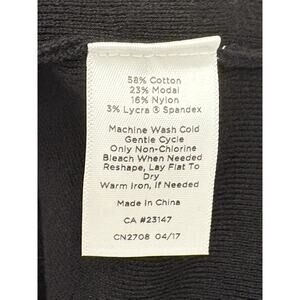 58% Cotton
23% Modal
16% Nylon
3% Lycra ® Spandex
Machine Wash Cold
Gentle Cycle
Only Non-Chlorine
Bleach When Needed
Reshape, Lay Flat To
Dry
Warm Iron, If Needed
Made In China
CA #23147
CN2708 04/17